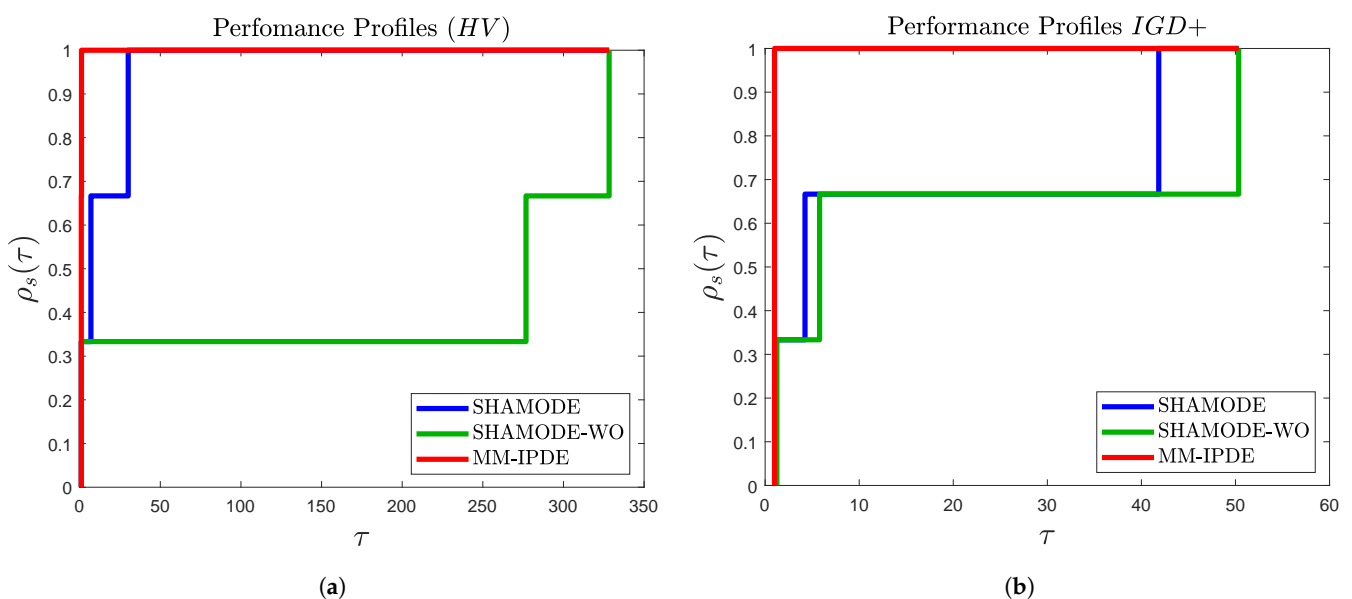 Perfomance Profiles (HV)
1
0.9
0.8
0.7
0.6
0.5
0.4
0.3
0.2
0.1
0
ρs(τ)
0 50 100 150 200 250 300 350
τ
SHAMODE
SHAMODE-WO
MM-IPDE
(a)
Performance Profiles IGD+
1
0.9
0.8
0.7
0.6
0.5
0.4
0.3
0.2
0.1
0
ρs(τ)
0 10 20 30 40 50 60
τ
SHAMODE
SHAMODE-WO
MM-IPDE
(b)